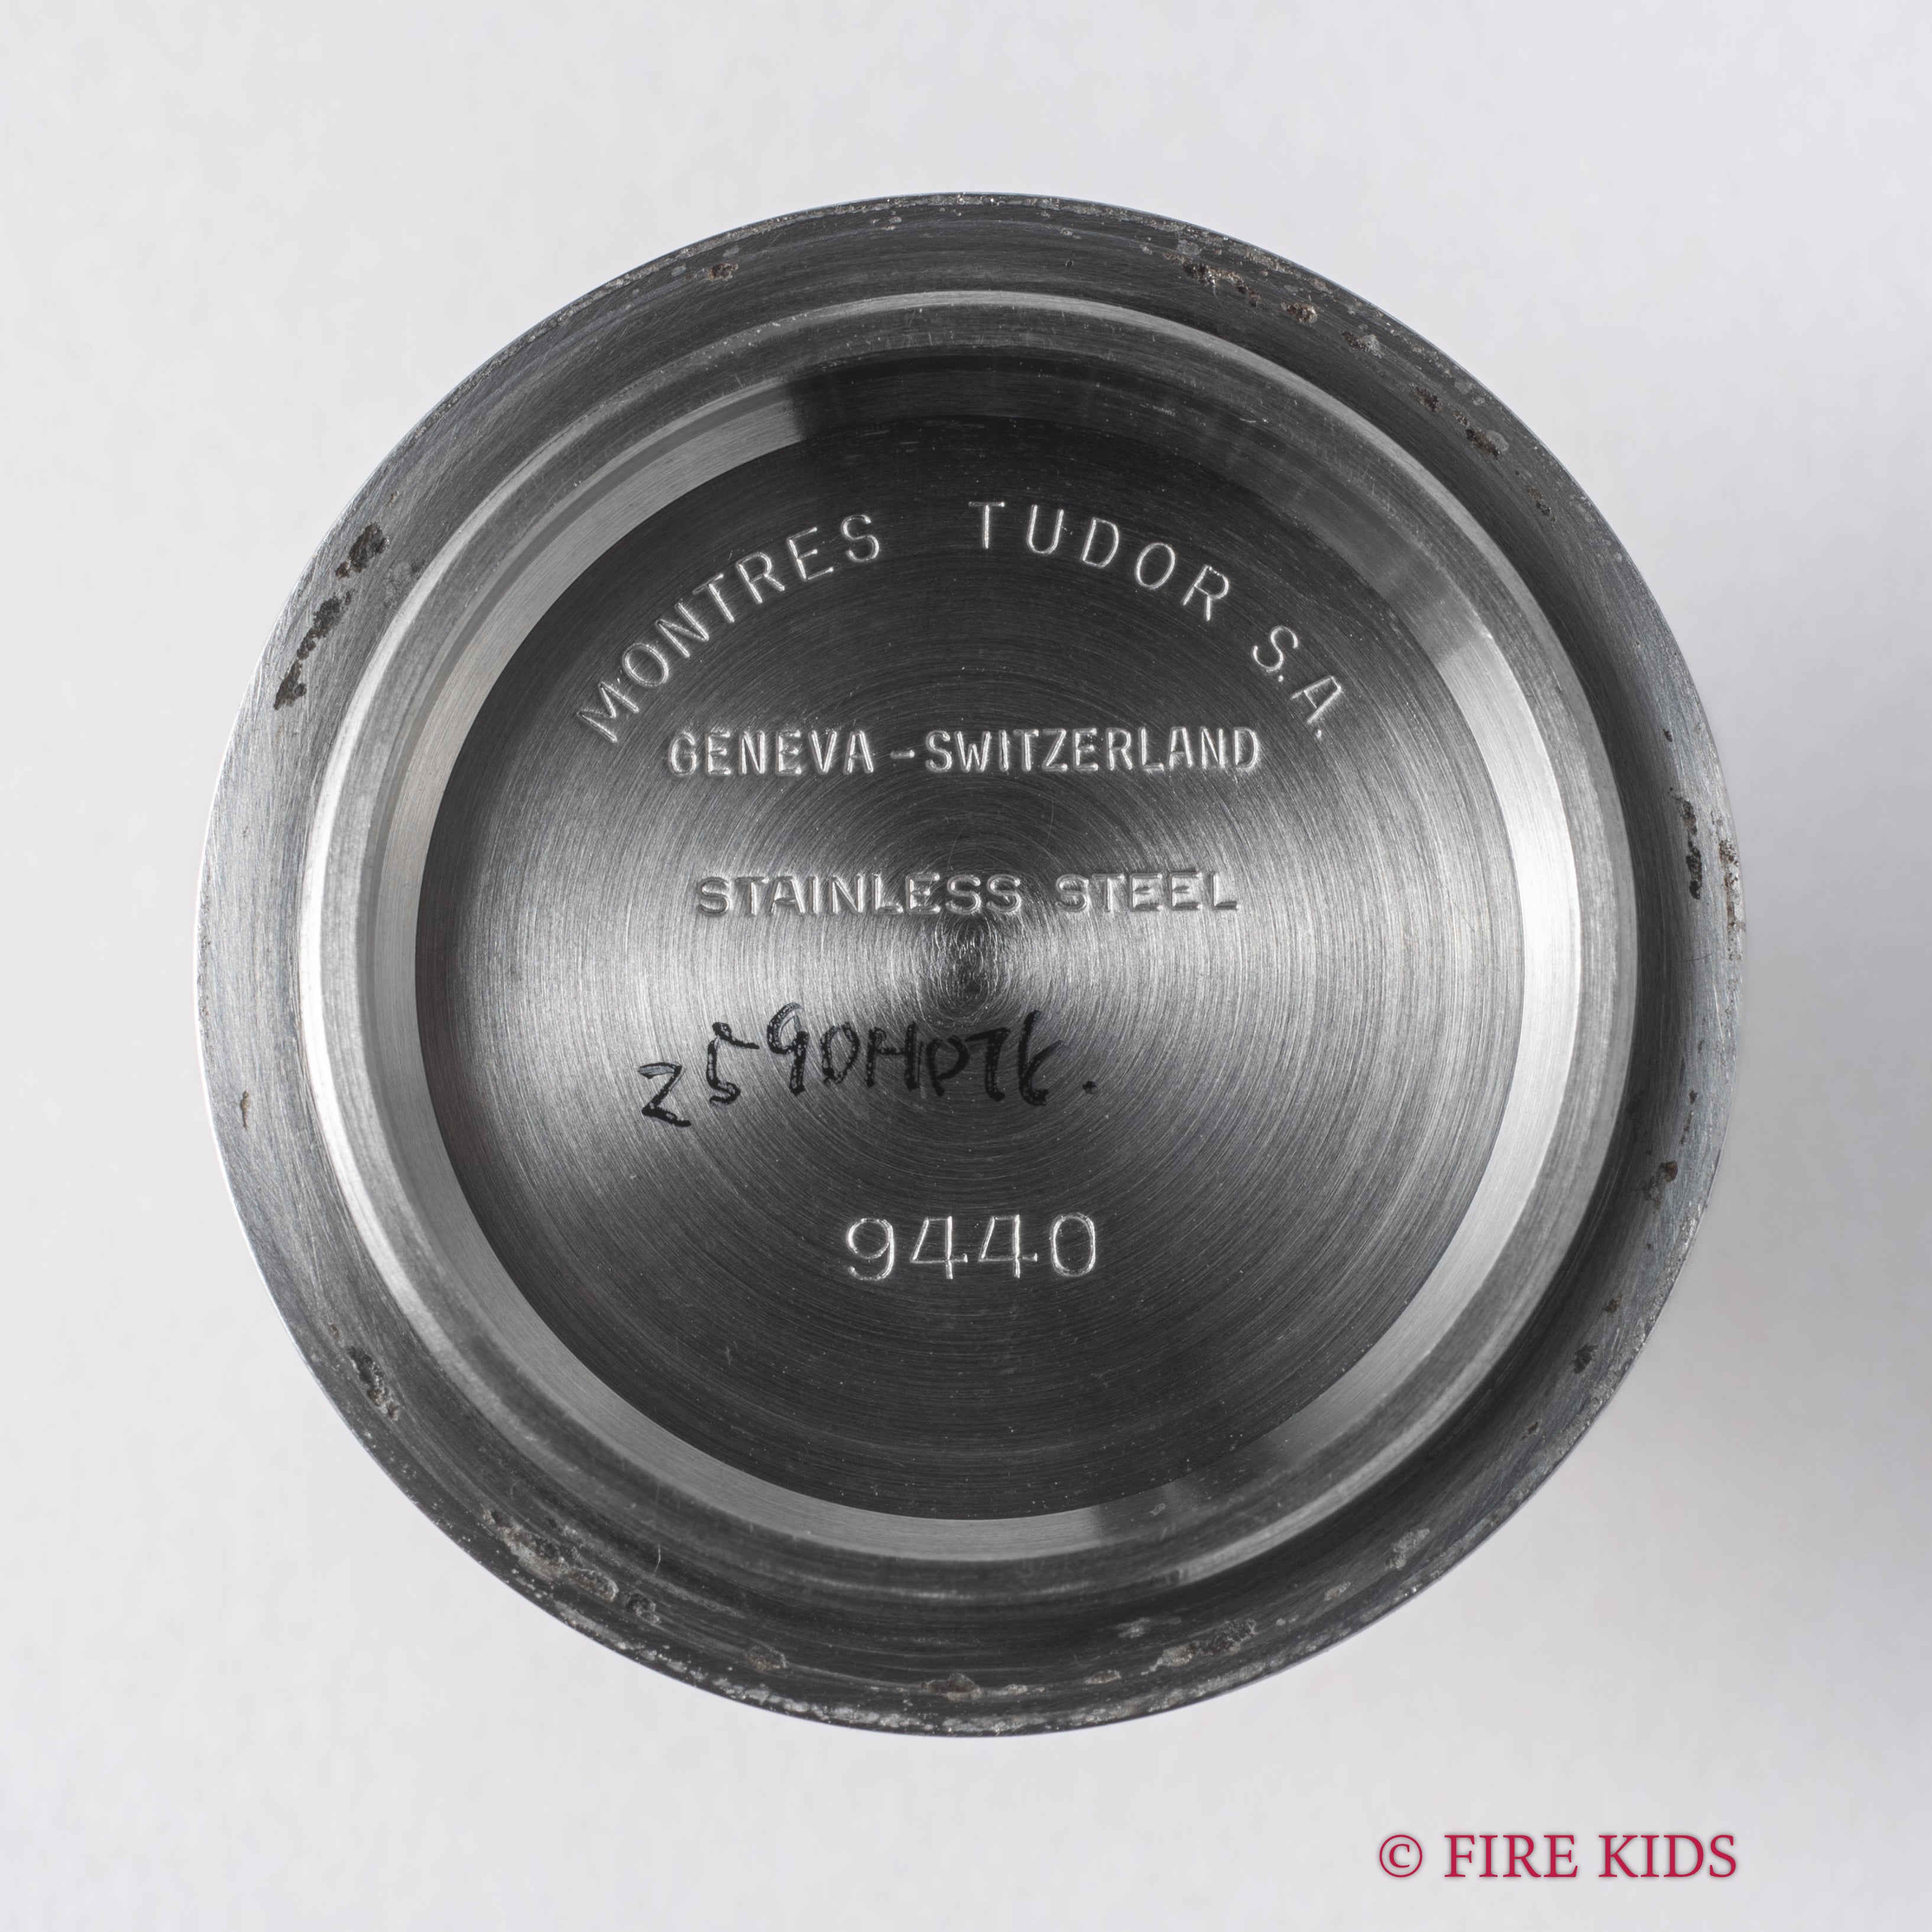 MONTRES TUDOR S.A.
GENEVA-SWITZERLAND
STAINLESS STEEL
9440
© FIRE KIDS